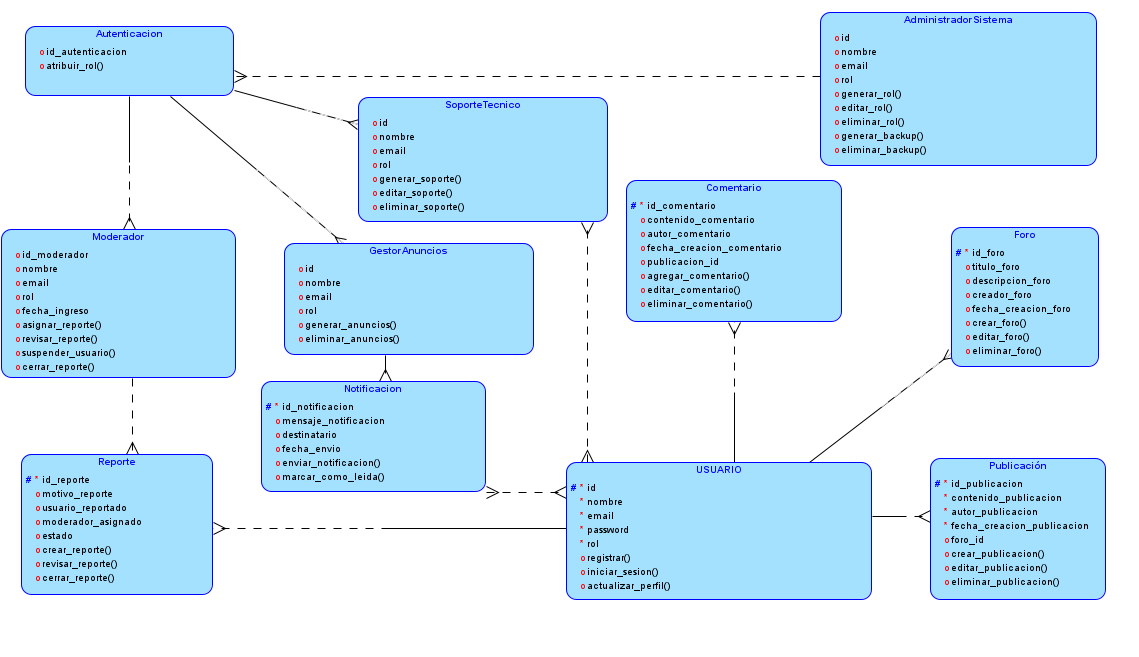 Autenticacion
o id_autenticacion
o atribuir_rol()
AdministradorSistema
o id
o nombre
o email
o rol
o generar_rol()
o editar_rol()
o eliminar_rol()
o generar_backup()
o eliminar_backup()
SoporteTecnico
o id
o nombre
o email
o rol
o generar_soporte()
o editar_soporte()
o eliminar_soporte()
Comentario
# * id_comentario
o contenido_comentario
o autor_comentario
o fecha_creacion_comentario
o publicacion_id
o agregar_comentario()
o editar_comentario()
o eliminar_comentario()
Foro
# * id_foro
o titulo_foro
o descripcion_foro
o creador_foro
o fecha_creacion_foro
o crear_foro()
o editar_foro()
o eliminar_foro()
Moderador
o id_moderador
o nombre
o email
o rol
o fecha_ingreso
o asignar_reporte()
o revisar_reporte()
o suspender_usuario()
o cerrar_reporte()
GestorAnuncios
o id
o nombre
o email
o rol
o generar_anuncios()
o eliminar_anuncios()
Notificacion
# * id_notificacion
o mensaje_notificacion
o destinatario
o fecha_envio
o enviar_notificacion()
o marcar_como_leida()
Reporte
# * id_reporte
o motivo_reporte
o usuario_reportado
o moderador_asignado
o estado
o crear_reporte()
o revisar_reporte()
o cerrar_reporte()
USUARIO
# * id
* nombre
* email
* password
* rol
o registrar()
o iniciar_sesion()
o actualizar_perfil()
Publicación
# * id_publicacion
* contenido_publicacion
* autor_publicacion
* fecha_creacion_publicacion
o foro_id
o crear_publicacion()
o editar_publicacion()
o eliminar_publicacion()